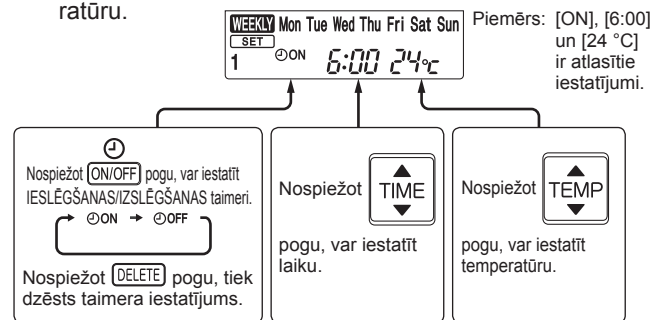 ratūru.
WEEKLY Mon Tue Wed Thu Fri Sat Sun
SET
1 ON 6:00 24°c
Piemērs: [ON], [6:00]
un [24 °C]
ir atlasītie
iestatījumi.
Nospiežot ON/OFF pogu, var iestatīt
IESLĒGŠANAS/IZSLĒGŠANAS taimeri.
ON → OFF
Nospiežot DELETE pogu, tiek
dzēsts taimera iestatījums.
Nospiežot ▲ TIME ▼
pogu, var iestatīt
laiku.
Nospiežot ▲ TEMP ▼
pogu, var iestatīt
temperatūru.